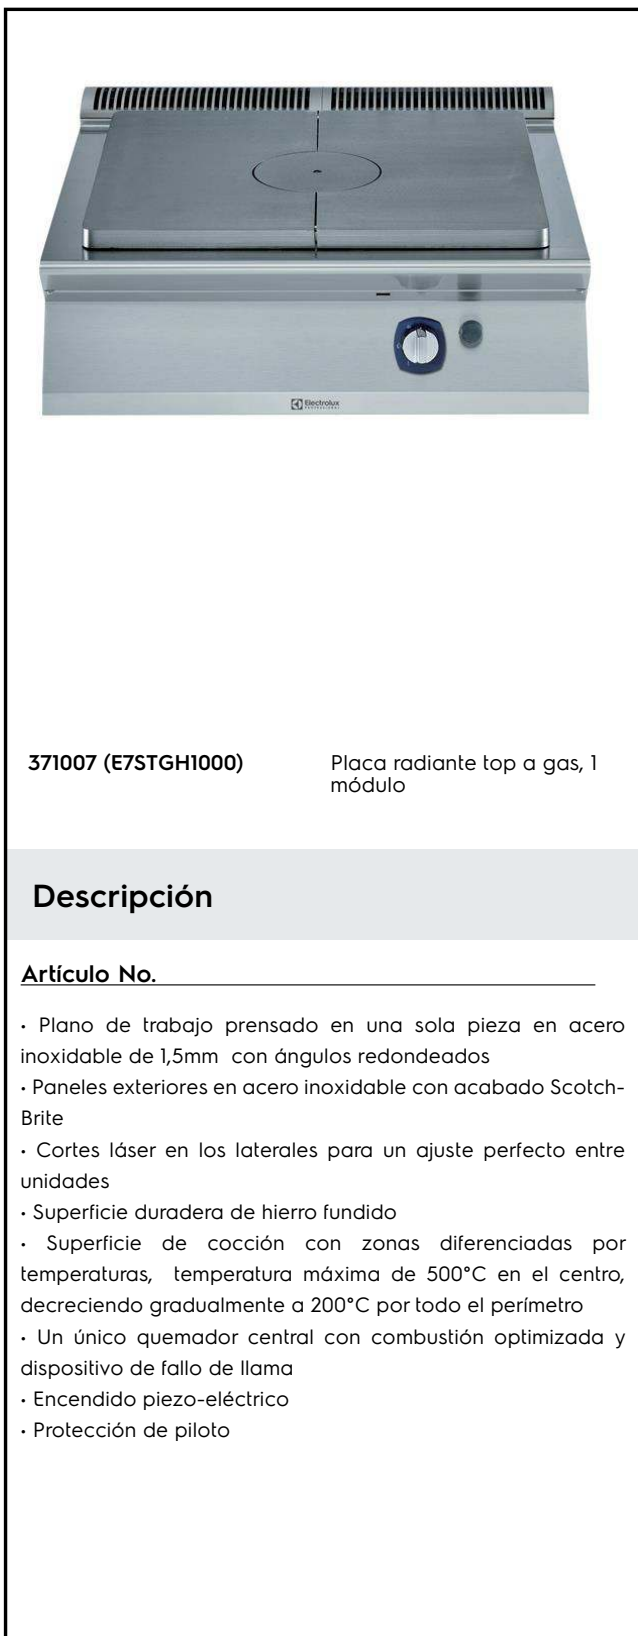 Electrolux
PROFESSIONAL
371007 (E7STGH1000)
Placa radiante top a gas, 1
módulo
Descripción
Artículo No.
• Plano de trabajo prensado en una sola pieza en acero
inoxidable de 1,5mm  con ángulos redondeados
• Paneles exteriores en acero inoxidable con acabado Scotch-
Brite
• Cortes láser en los laterales para un ajuste perfecto entre
unidades
• Superficie duradera de hierro fundido
• Superficie de cocción con zonas diferenciadas por
temperaturas,  temperatura máxima de 500°C en el centro,
decreciendo gradualmente a 200°C por todo el perímetro
• Un único quemador central con combustión optimizada y
dispositivo de fallo de llama
• Encendido piezo-eléctrico
• Protección de piloto